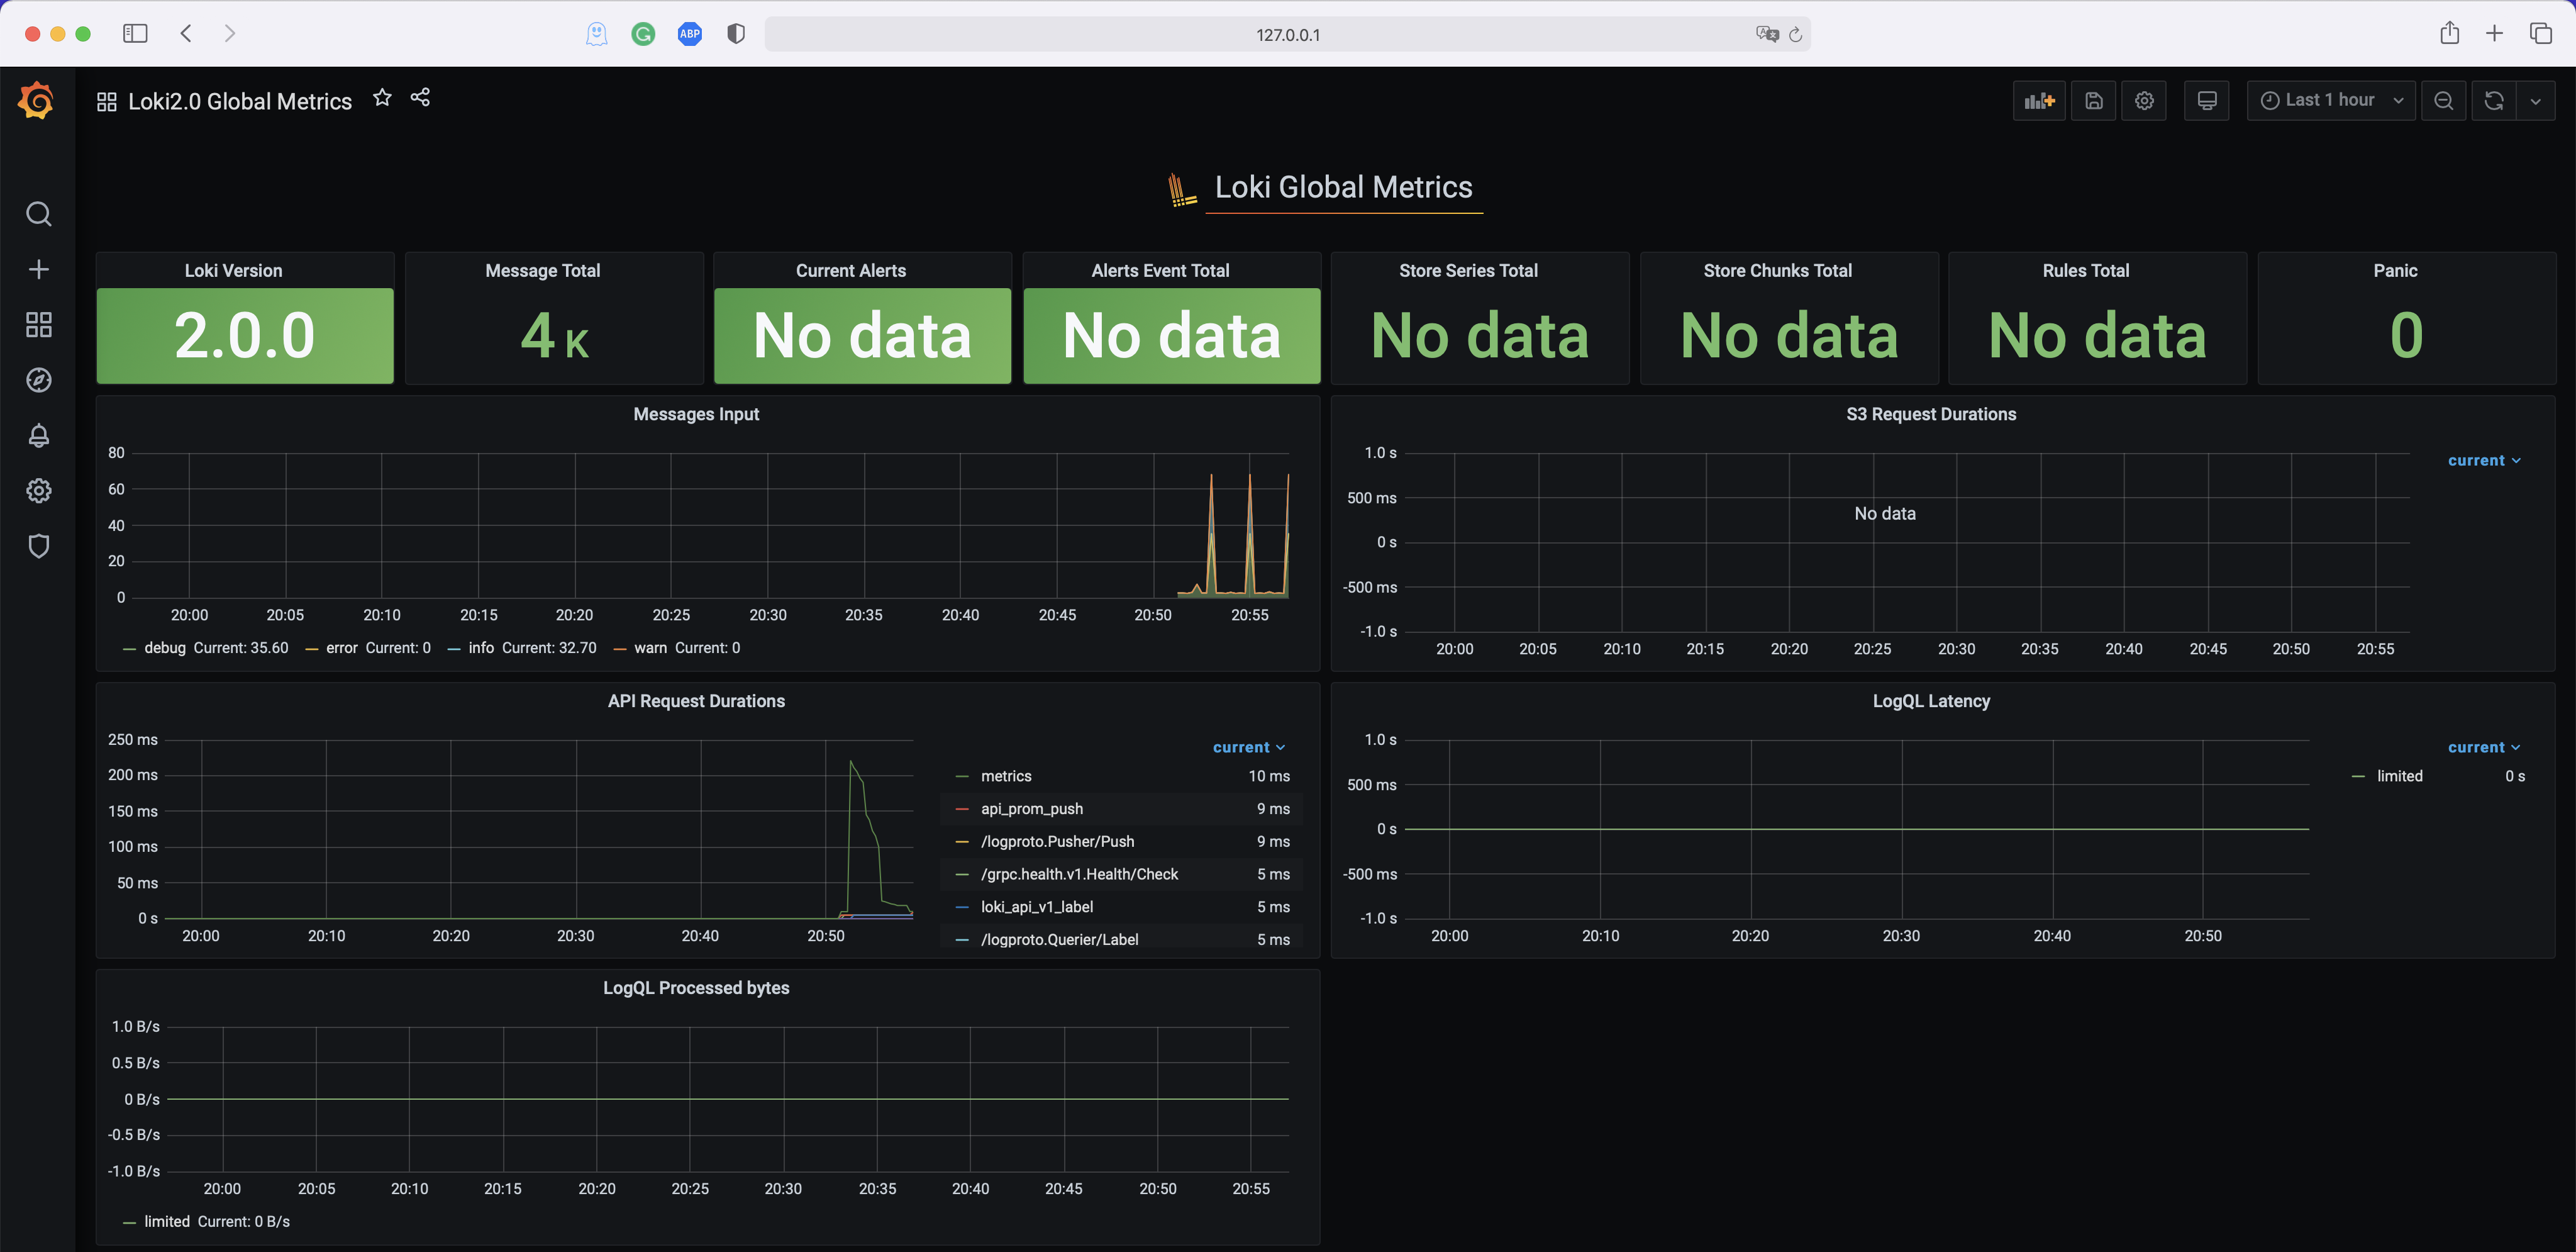 ABP
127.0.0.1
Loki2.0 Global Metrics
Last 1 hour
Loki Global Metrics
Loki Version
2.0.0
Message Total
4 K
Current Alerts
No data
Alerts Event Total
No data
Store Series Total
No data
Store Chunks Total
No data
Rules Total
No data
Panic
0
Messages Input
80
60
40
20
0
20:00 20:05 20:10 20:15 20:20 20:25 20:30 20:35 20:40 20:45 20:50 20:55
debug Current: 35.60 error Current: 0 info Current: 32.70 warn Current: 0
S3 Request Durations
1.0 s
500 ms
0 s
-500 ms
-1.0 s
No data
20:00 20:05 20:10 20:15 20:20 20:25 20:30 20:35 20:40 20:45 20:50 20:55
current
API Request Durations
250 ms
200 ms
150 ms
100 ms
50 ms
0 s
20:00 20:10 20:20 20:30 20:40 20:50
current
metrics 10 ms
api_prom_push 9 ms
/logproto.Pusher/Push 9 ms
/grpc.health.v1.Health/Check 5 ms
loki_api_v1_label 5 ms
/logproto.Querier/Label 5 ms
LogQL Latency
1.0 s
500 ms
0 s
-500 ms
-1.0 s
20:00 20:10 20:20 20:30 20:40 20:50
current
limited 0 s
LogQL Processed bytes
1.0 B/s
0.5 B/s
0 B/s
-0.5 B/s
-1.0 B/s
20:00 20:05 20:10 20:15 20:20 20:25 20:30 20:35 20:40 20:45 20:50 20:55
limited Current: 0 B/s